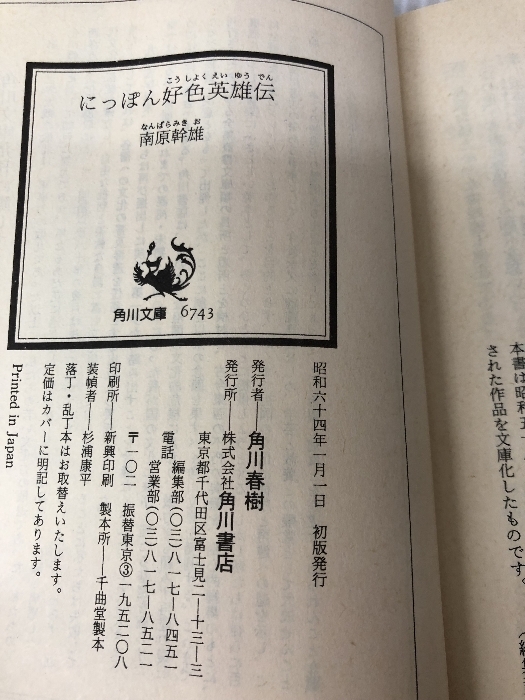 こうしよくえいゆうでん
にっぽん好色英雄伝
なんばらみきお
南原幹雄
角川文庫 6743
昭和六十四年一月一日 初版発行
発行者——角川春樹
発行所——株式会社角川書店
東京都千代田区富士見二—十三—三
電話 編集部(〇三)八一七—八四五一
営業部(〇三)八一七—八五二一
〒一〇二 振替東京③一九五二〇八
印刷所——新興印刷 製本所——千曲堂製本
装幀者——杉浦康平
落丁・乱丁本はお取替えいたします。
定価はカバーに明記してあります。
Printed in Japan
本書は昭和五
された作品を文庫化したものです。